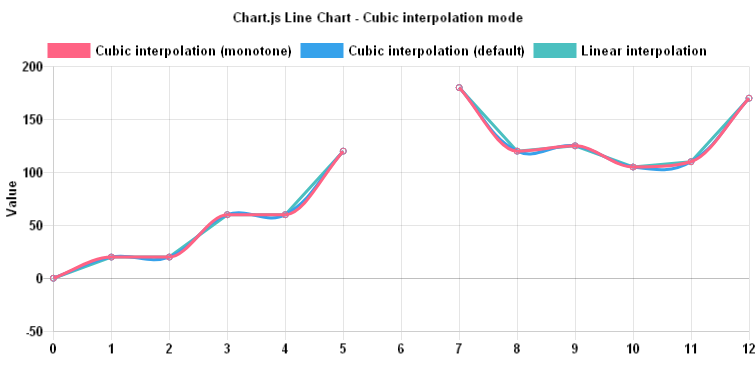 Chart.js Line Chart - Cubic interpolation mode
Cubic interpolation (monotone) Cubic interpolation (default) Linear interpolation
200
150
100
50
0
-50
Value
0 1 2 3 4 5 6 7 8 9 10 11 12